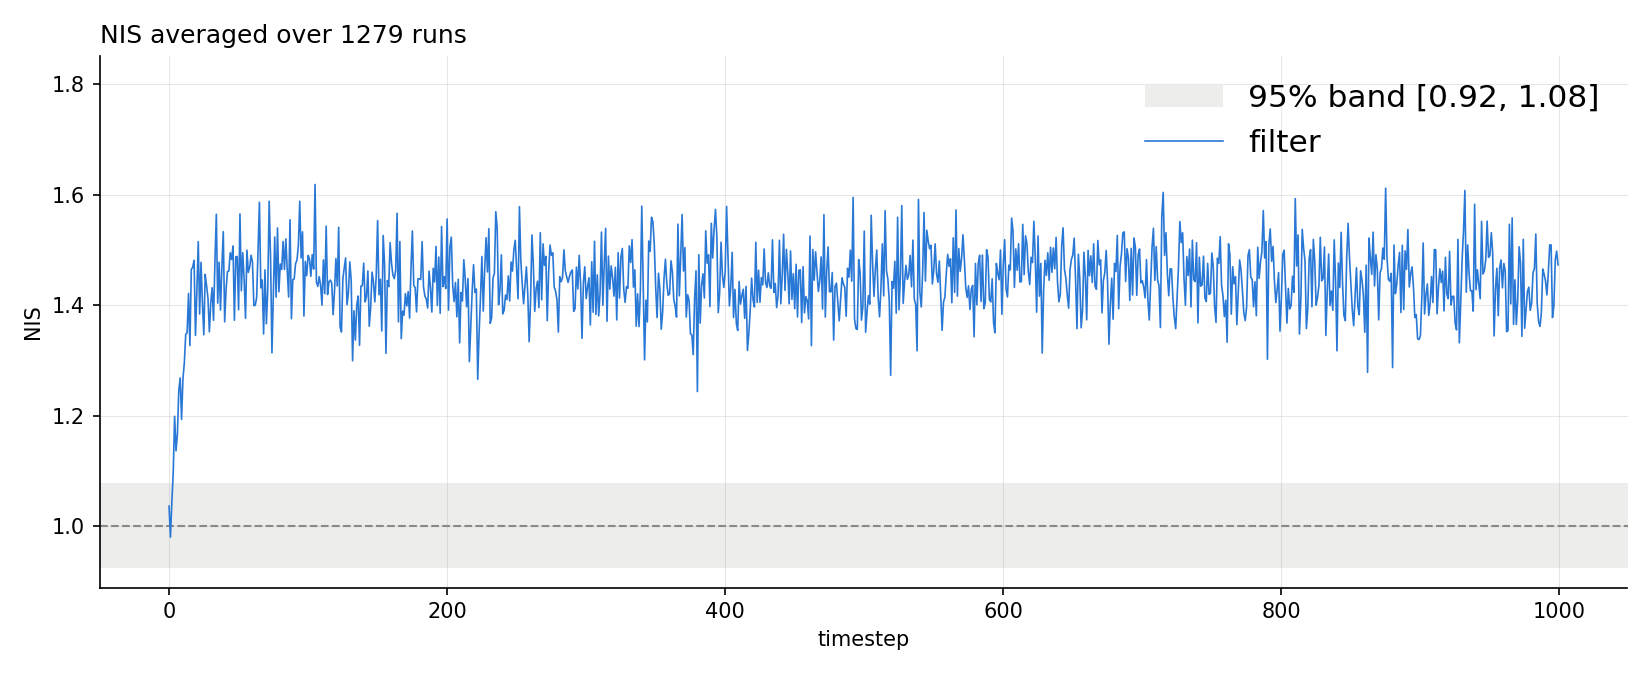 NIS averaged over 1279 runs
1.8
1.6
1.4
1.2
1.0
NIS
95% band [0.92, 1.08]
filter
0
200
400
600
800
1000
timestep